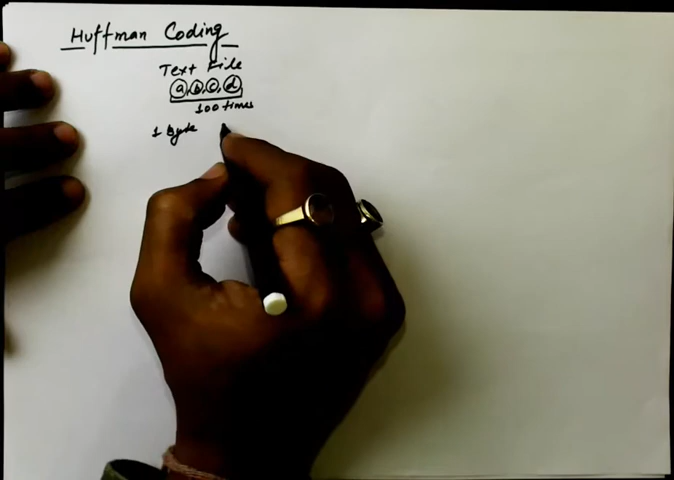 Huffman Coding
Text File
a, b, c, d
100 times
1 byte